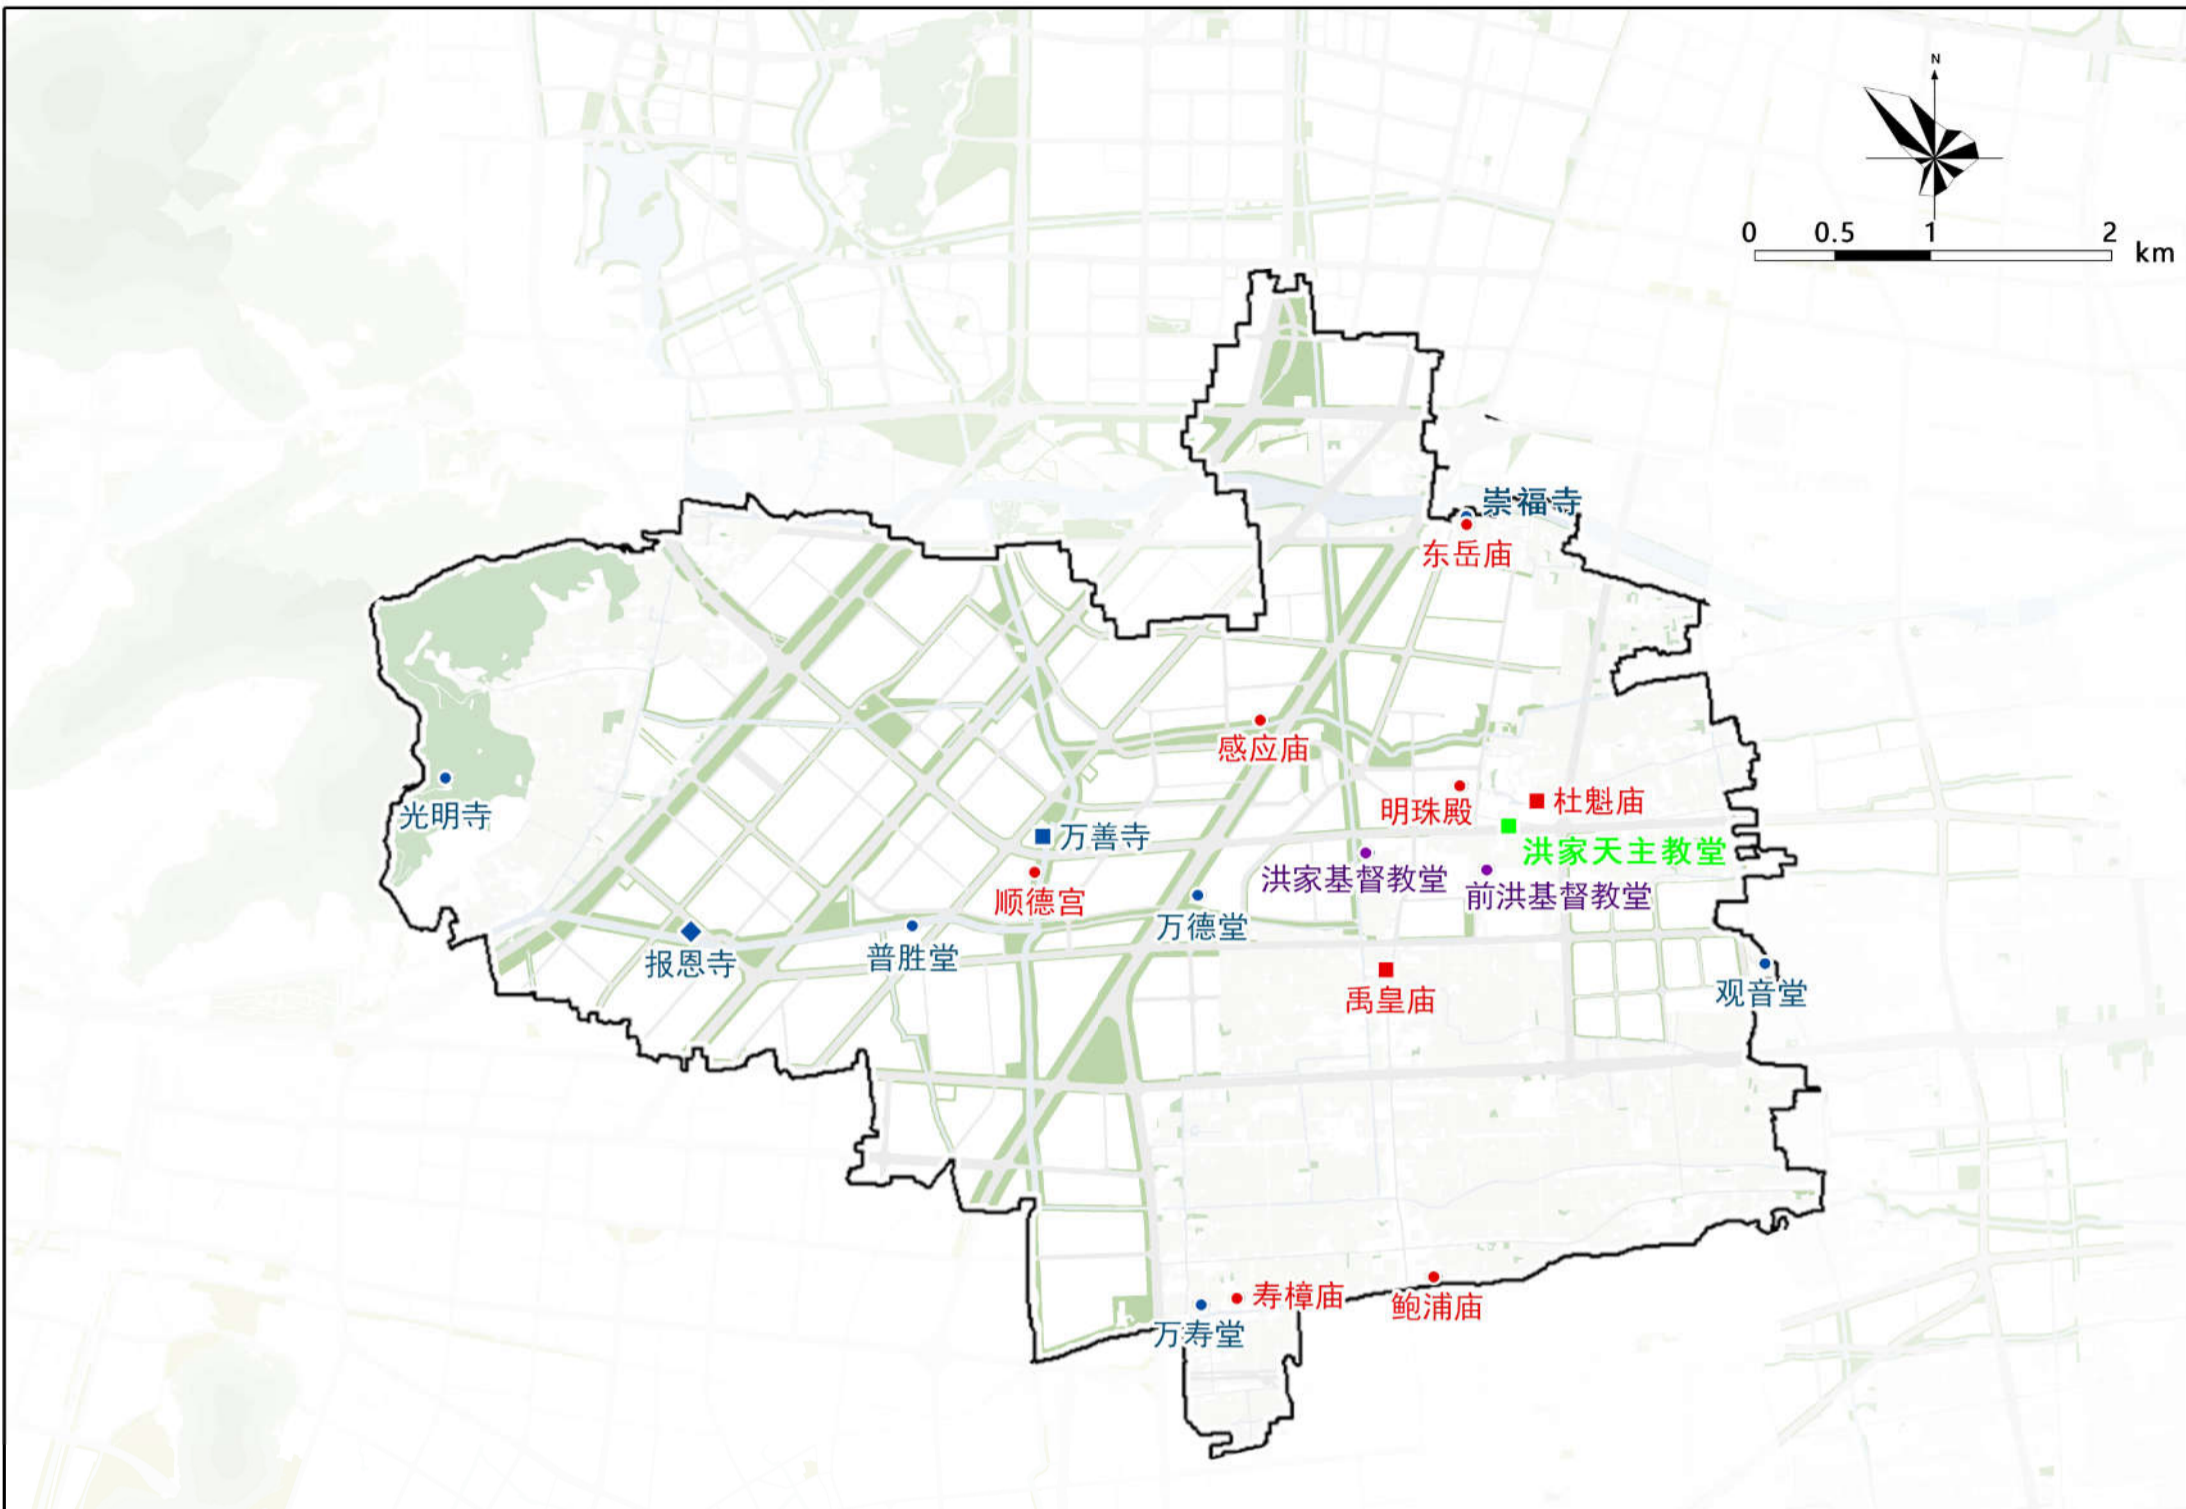 N
0 0.5 1 2 km
崇福寺
东岳庙
感应庙
光明寺
明珠殿
杜魁庙
万善寺
洪家天主教堂
顺德宫
洪家基督教堂
前洪基督教堂
万德堂
报恩寺
普胜堂
禹皇庙
观音堂
寿樟庙
鲍浦庙
万寿堂